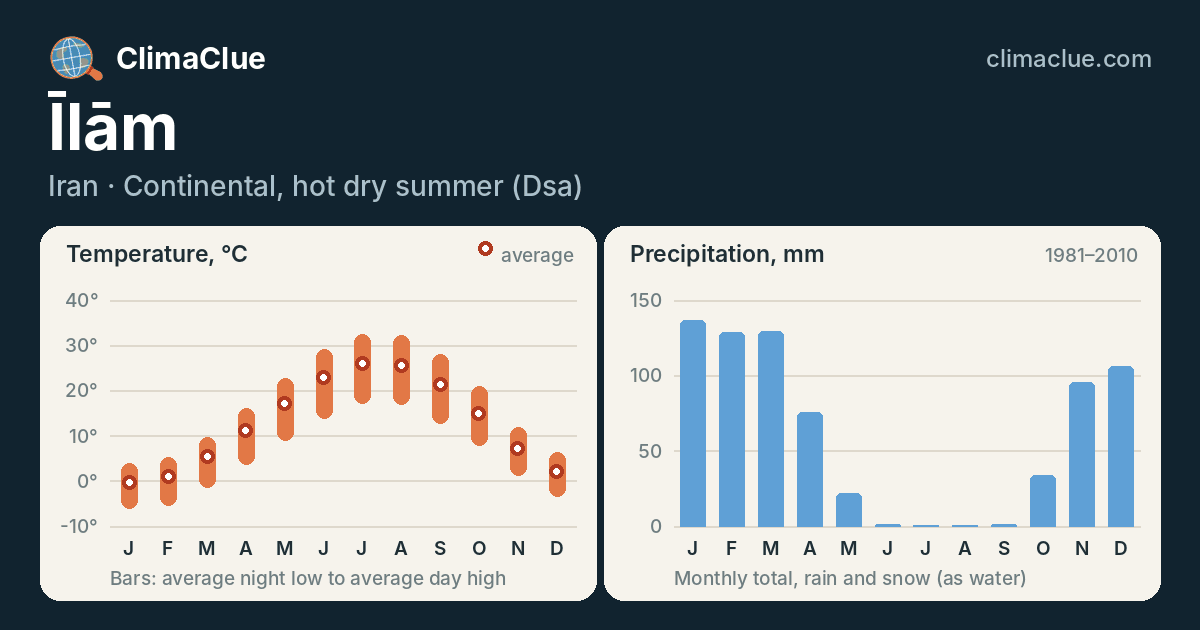 ClimaClue
climaclue.com
Īlām
Iran · Continental, hot dry summer (Dsa)
Temperature, °C
average
40°
30°
20°
10°
0°
-10°
J F M A M J J A S O N D
Bars: average night low to average day high
Precipitation, mm
1981–2010
150
100
50
0
J F M A M J J A S O N D
Monthly total, rain and snow (as water)